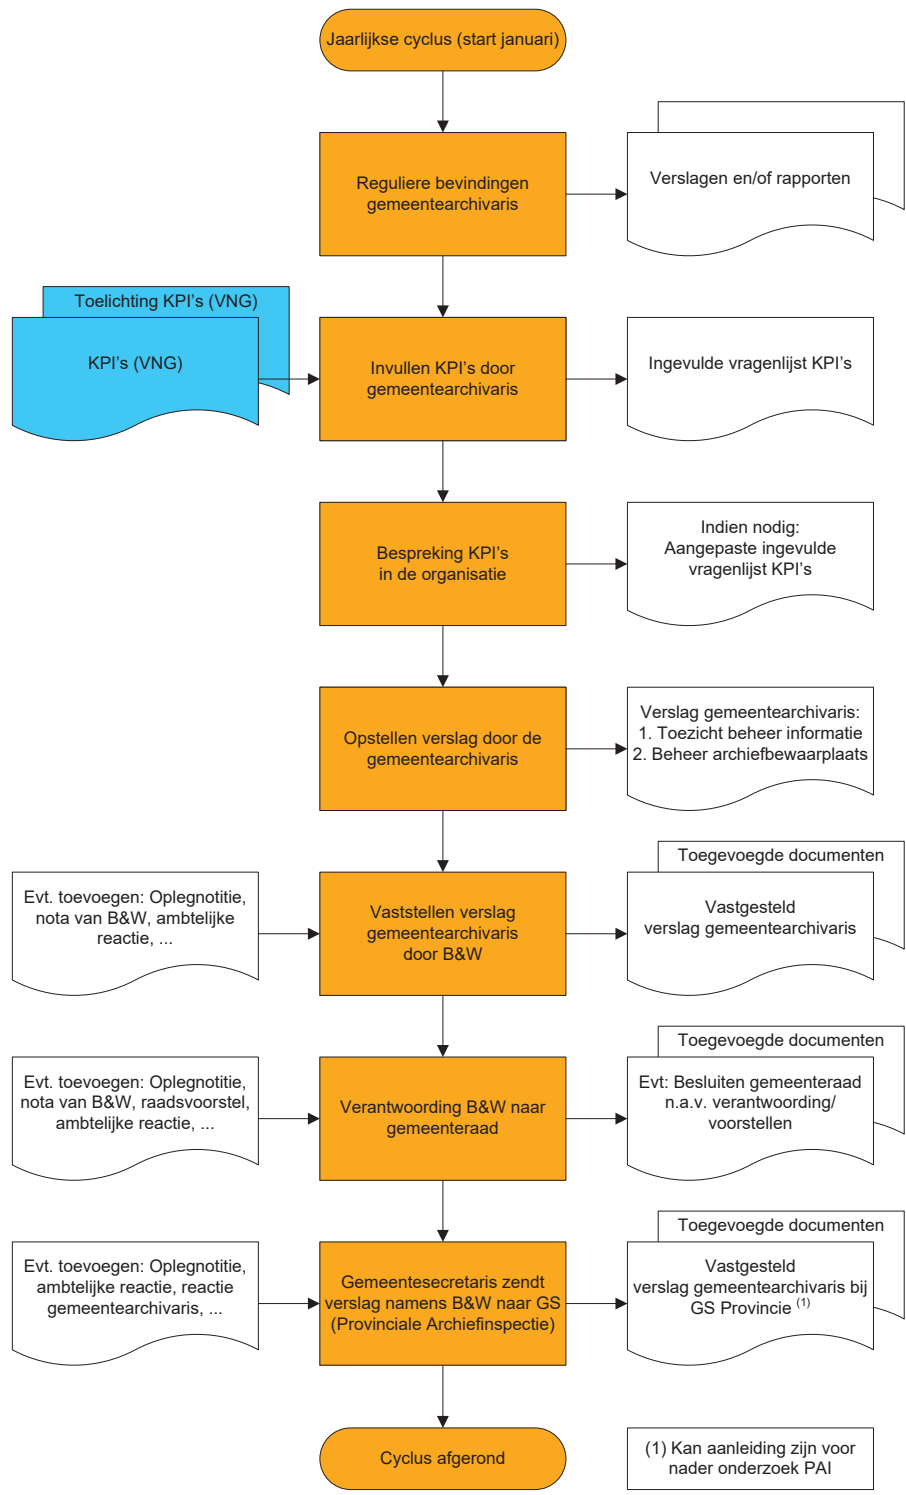 Jaarlijkse cyclus (start januari)
Reguliere bevindingen
gemeentearchivaris
Verslagen en/of rapporten
Toelichting KPI's (VNG)
KPI's (VNG)
Invullen KPI's door
gemeentearchivaris
Ingevulde vragenlijst KPI's
Bespreking KPI's
in de organisatie
Indien nodig:
Aangepaste ingevulde
vragenlijst KPI's
Opstellen verslag door de
gemeentearchivaris
Verslag gemeentearchivaris:
1. Toezicht beheer informatie
2. Beheer archiefbewaarplaats
Evt. toevoegen: Oplegnotitie,
nota van B&W, ambtelijke
reactie, ...
Vaststellen verslag
gemeentearchivaris
door B&W
Toegevoegde documenten
Vastgesteld
verslag gemeentearchivaris
Evt. toevoegen: Oplegnotitie,
nota van B&W, raadsvoorstel,
ambtelijke reactie, ...
Verantwoording B&W naar
gemeenteraad
Toegevoegde documenten
Evt: Besluiten gemeenteraad
n.a.v. verantwoording/
voorstellen
Evt. toevoegen: Oplegnotitie,
ambtelijke reactie, reactie
gemeentearchivaris, ...
Gemeentesecretaris zendt
verslag namens B&W naar GS
(Provinciale Archiefinspectie)
Toegevoegde documenten
Vastgesteld
verslag gemeentearchivaris bij
GS Provincie (1)
Cyclus afgerond
(1) Kan aanleiding zijn voor
nader onderzoek PAI